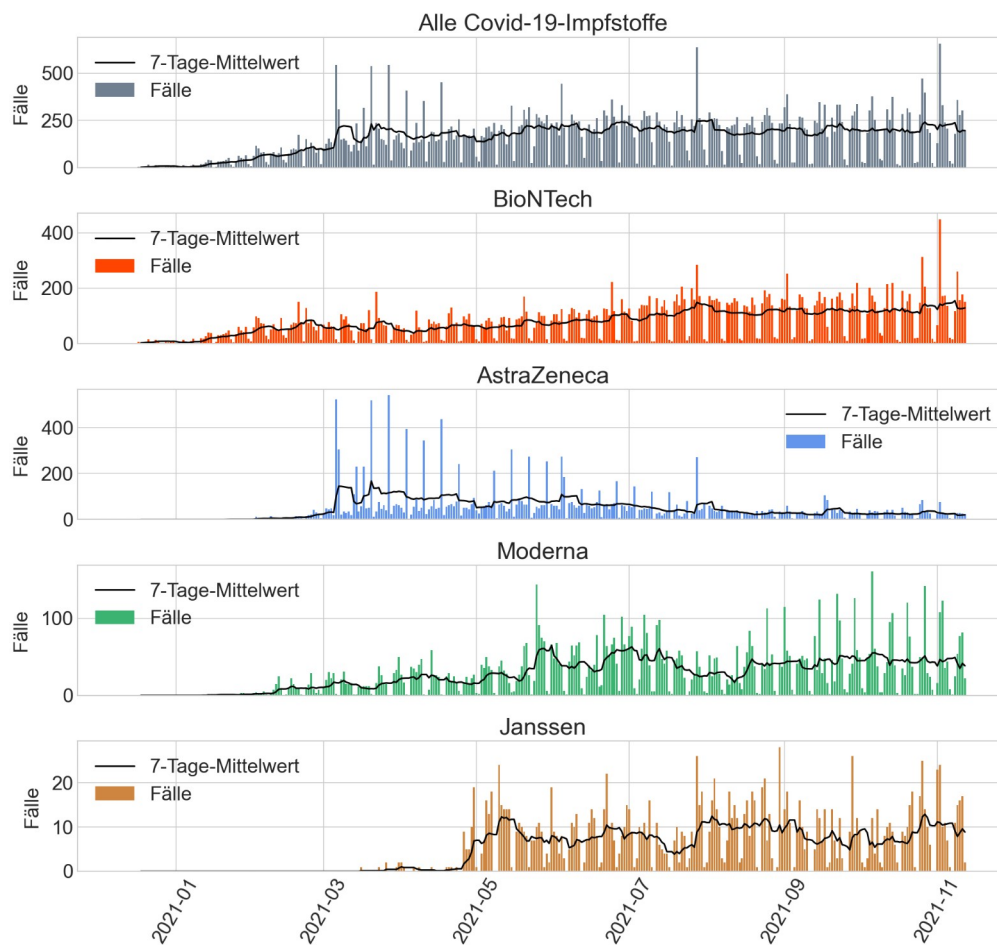 Alle Covid-19-Impfstoffe
Fälle
500
250
0
7-Tage-Mittelwert
Fälle
BioNTech
Fälle
400
200
0
7-Tage-Mittelwert
Fälle
AstraZeneca
Fälle
400
200
0
7-Tage-Mittelwert
Fälle
Moderna
Fälle
100
0
7-Tage-Mittelwert
Fälle
Janssen
Fälle
20
10
0
7-Tage-Mittelwert
Fälle
2021-01
2021-03
2021-05
2021-07
2021-09
2021-11